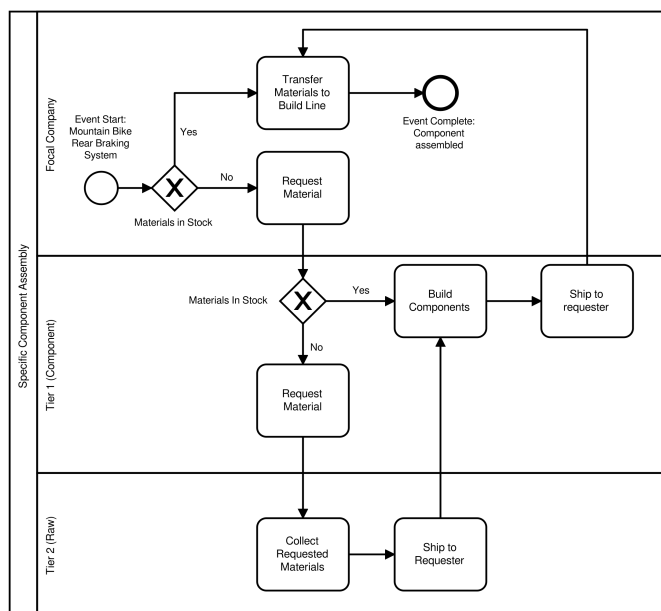 Specific Component Assembly
Focal Company
Event Start:
Mountain Bike
Rear Braking
System
Yes
No
Materials in Stock
Transfer
Materials to
Build Line
Event Complete:
Component
assembled
Request
Material
Tier 1 (Component)
Materials In Stock
Yes
No
Build
Components
Ship to
requester
Request
Material
Tier 2 (Raw)
Collect
Requested
Materials
Ship to
Requester